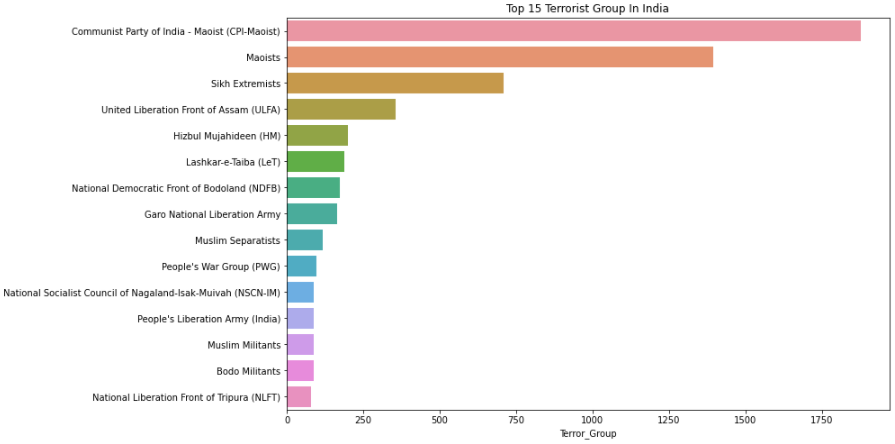 Top 15 Terrorist Group In India
Communist Party of India - Maoist (CPI-Maoist)
Maoists
Sikh Extremists
United Liberation Front of Assam (ULFA)
Hizbul Mujahideen (HM)
Lashkar-e-Taiba (LeT)
National Democratic Front of Bodoland (NDFB)
Garo National Liberation Army
Muslim Separatists
People's War Group (PWG)
National Socialist Council of Nagaland-Isak-Muivah (NSCN-IM)
People's Liberation Army (India)
Muslim Militants
Bodo Militants
National Liberation Front of Tripura (NLFT)
0 250 500 750 1000 1250 1500 1750
Terror_Group